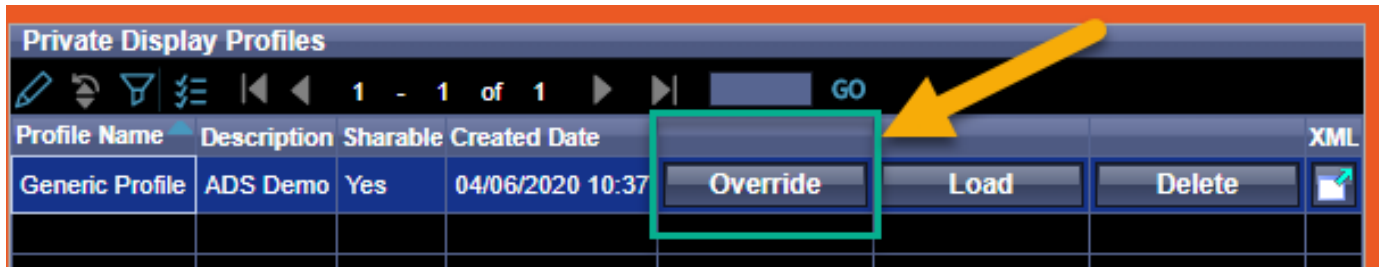 Private Display Profiles
1 - 1 of 1 GO
Profile Name Description Sharable Created Date XML
Generic Profile ADS Demo Yes 04/06/2020 10:37 Override Load Delete